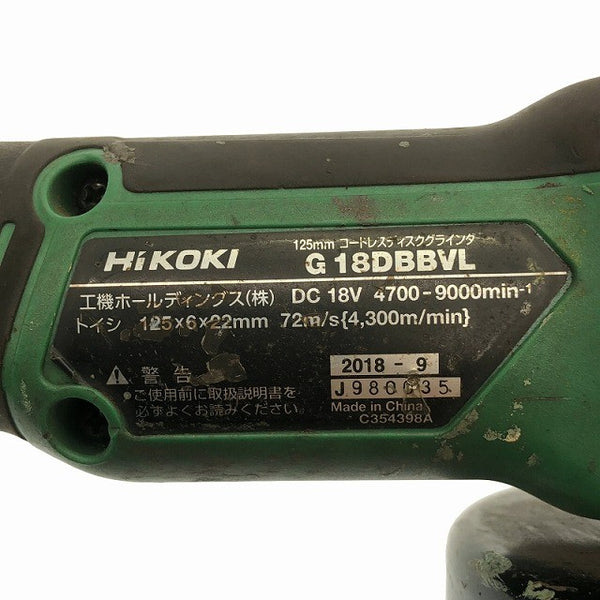 125mm コードレスディスクグラインダ
HiKOKI G 18DBBVL
工機ホールディングス(株) DC 18V 4700-9000min-1
トイシ 125×6×22mm 72m/s{4,300m/min}
⚠ 警告
・ご使用前に取扱説明書を
必ずよくお読みください。
2018 - 9
J980035
Made in China
C354398A